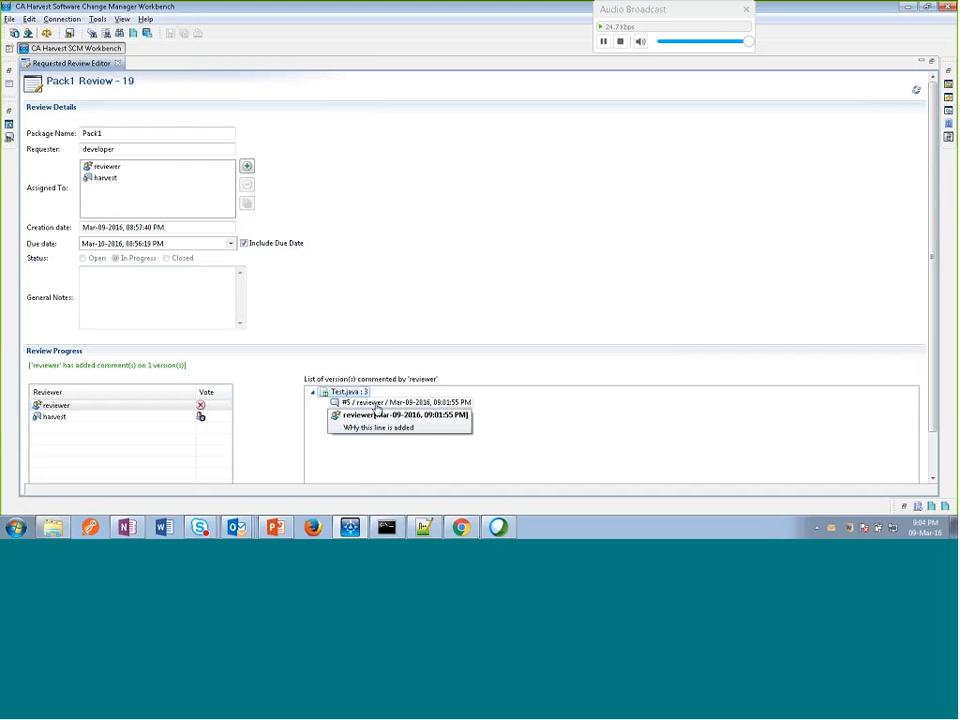 CA Harvest Software Change Manager Workbench
File Edit Connection Tools View Help
Audio Broadcast
24.7 kbps
CA Harvest SCM Workbench
Requested Review Editor
Pack1 Review - 19
Review Details
Package Name: Pack1
Requester: developer
Assigned To:
reviewer
harvest
Creation date: Mar-09-2016, 08:57:40 PM
Due date: Mar-10-2016, 08:56:19 PM
Include Due Date
Status: Open In Progress Closed
General Notes:
Review Progress
['reviewer' has added comment(s) on 1 version(s)]
List of version(s) commented by 'reviewer'
Reviewer Vote
reviewer
harvest
Test.java : 3
#5 / reviewer / Mar-09-2016, 09:01:55 PM
reviewer[Mar-09-2016, 09:01:55 PM]
WHy this line is added
9:04 PM
09-Mar-16